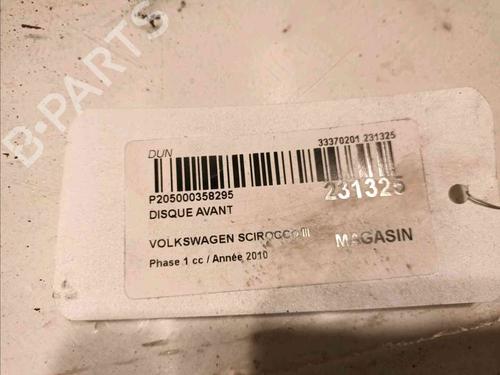 B-PARTS
DUN
33370201 231325
P205000358295
231325
DISQUE AVANT
VOLKSWAGEN SCIROCCO III
MAGASIN
Phase 1 cc / Année 2010